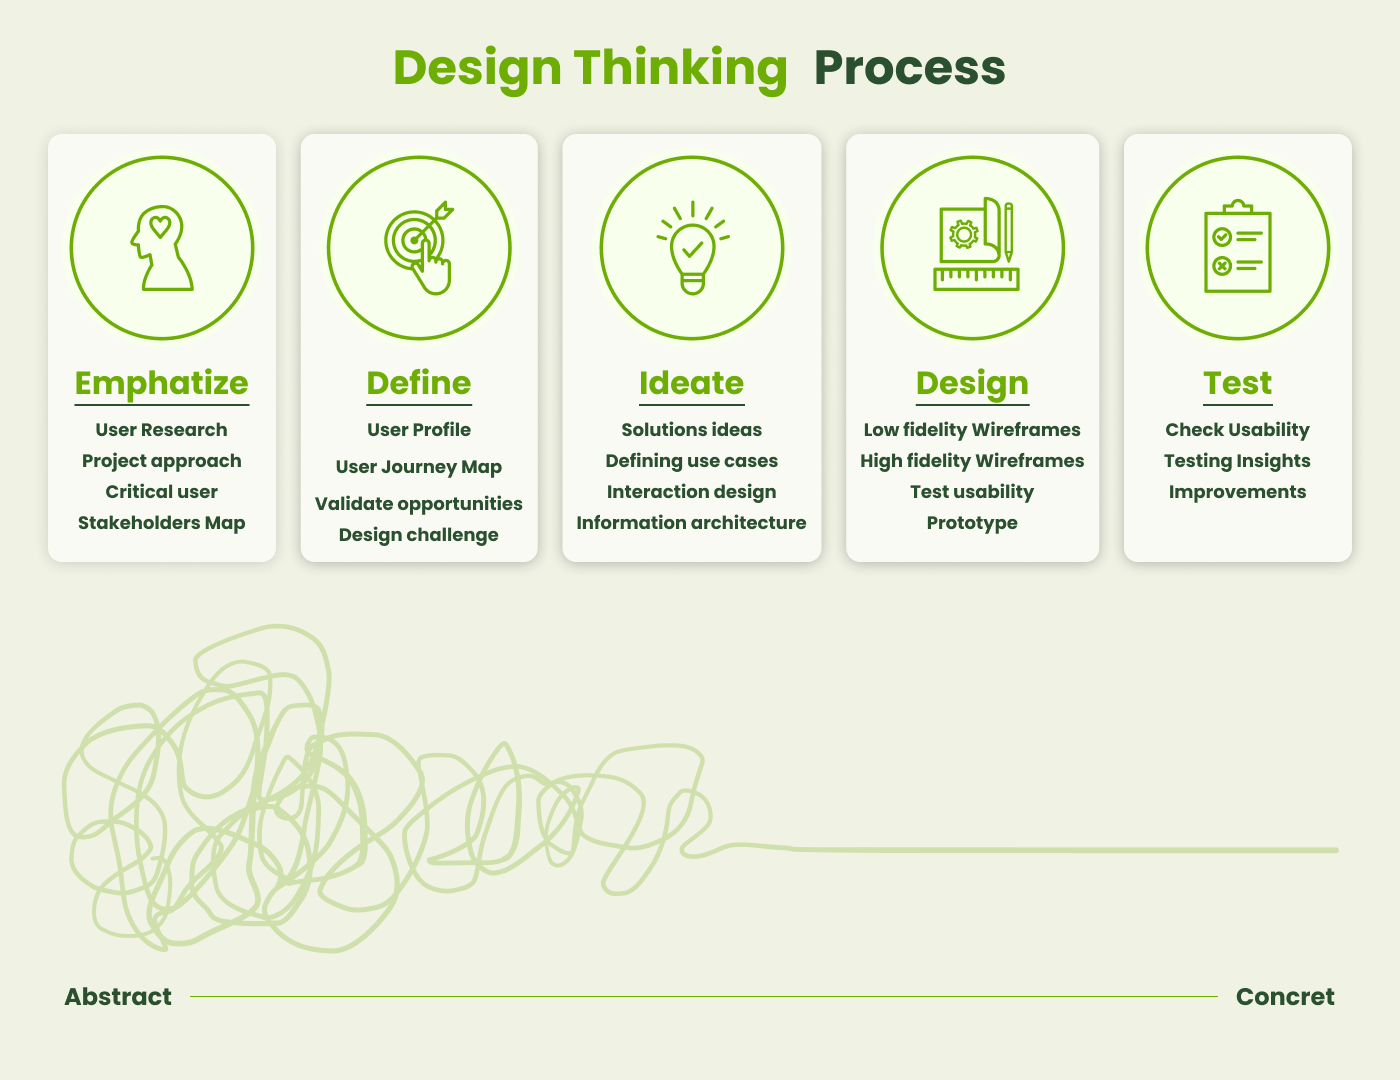 Design Thinking Process
Emphatize
User Research
Project approach
Critical user
Stakeholders Map
Define
User Profile
User Journey Map
Validate opportunities
Design challenge
Ideate
Solutions ideas
Defining use cases
Interaction design
Information architecture
Design
Low fidelity Wireframes
High fidelity Wireframes
Test usability
Prototype
Test
Check Usability
Testing Insights
Improvements
Abstract
Concret